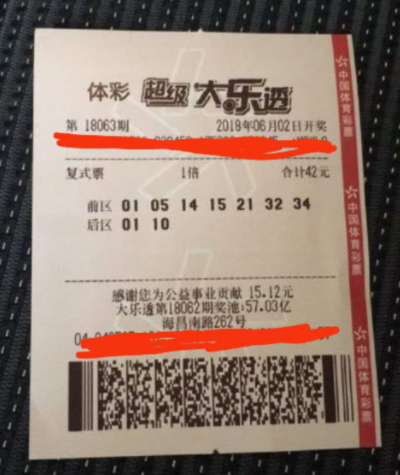 体彩 超级大乐透
第 18063期 2018年06月02日开奖
复式票 1倍 合计42元
前区 01 05 14 15 21 32 34
后区 01 10
感谢您为公益事业贡献 15.12元
大乐透第18062期奖池:57.03亿
海昌南路262号
中国体育彩票
中国体育彩票
中国体育彩票